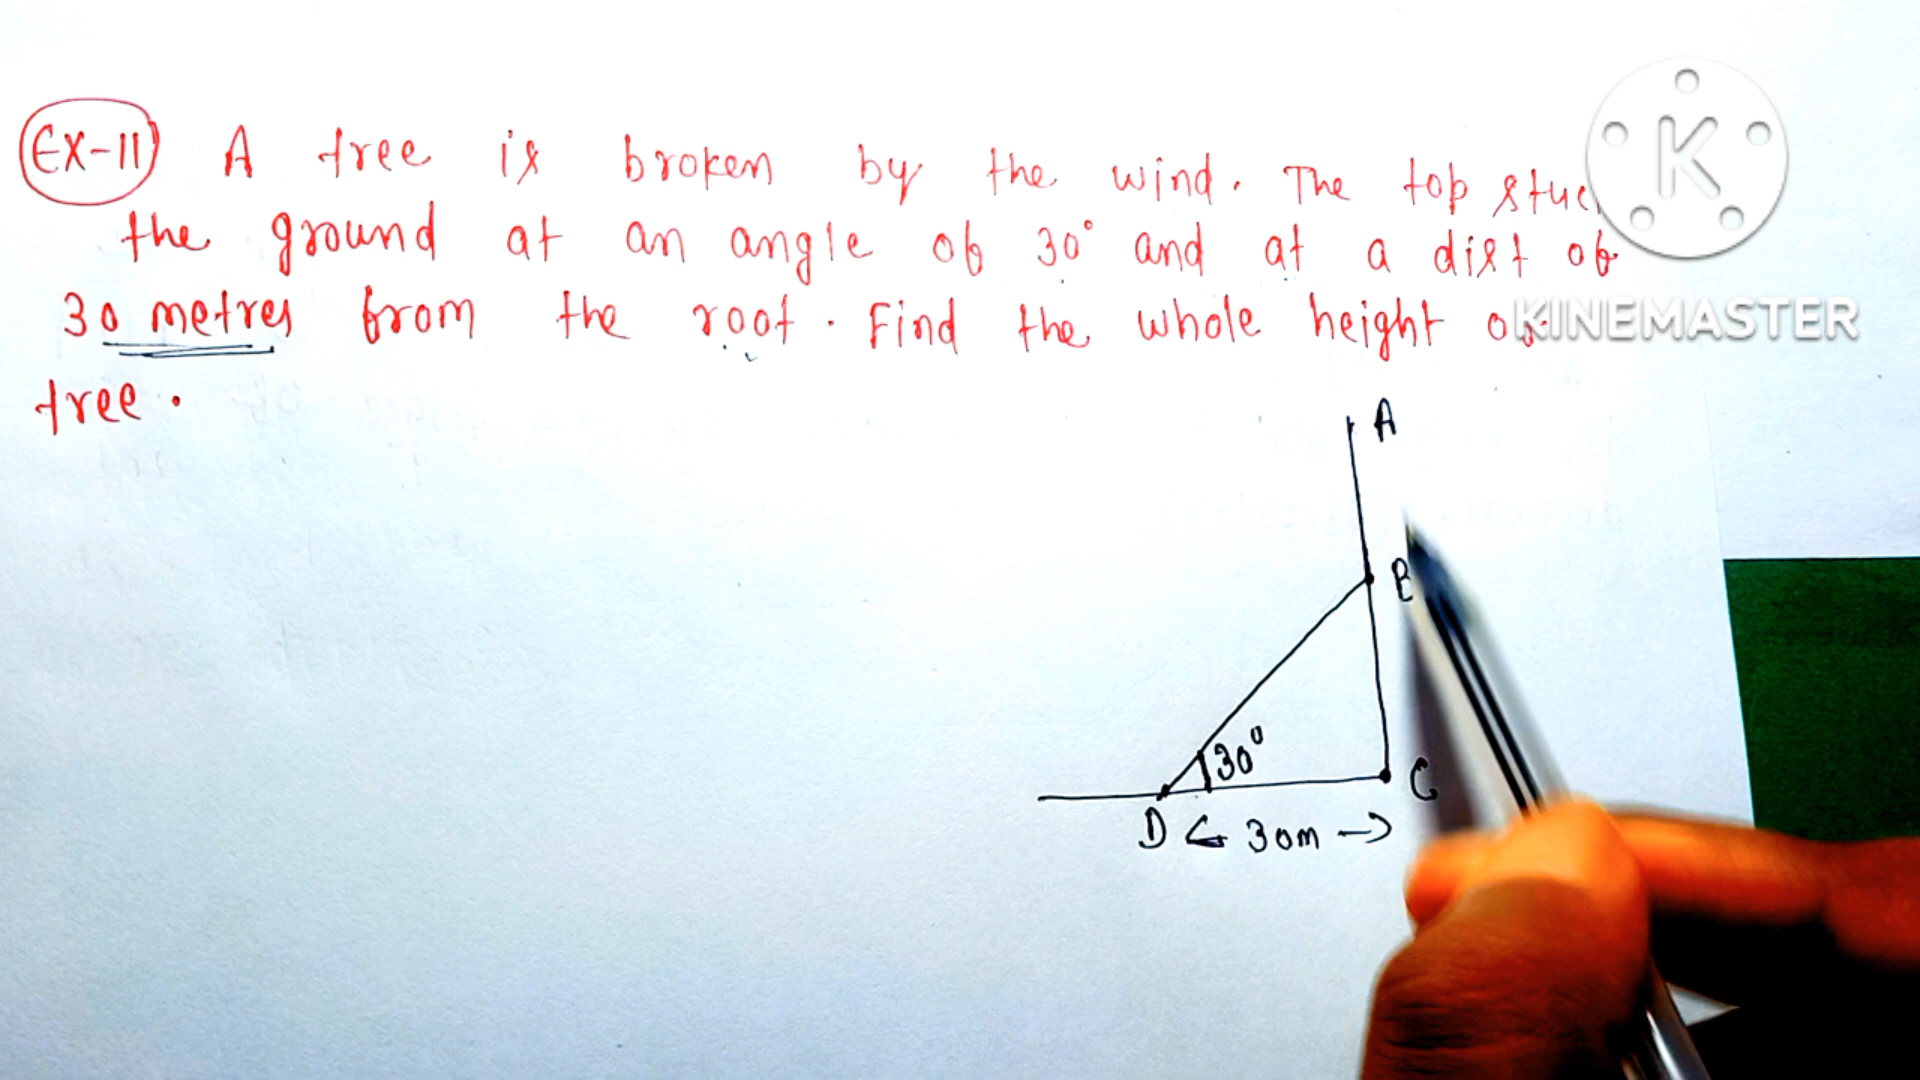 EX-11 A tree is broken by the wind. The top
the ground at an angle of 30° and at a dist of
30 metres from the root. Find the whole height
tree.
K
KINEMASTER
A
B
30°
C
D <- 30m ->